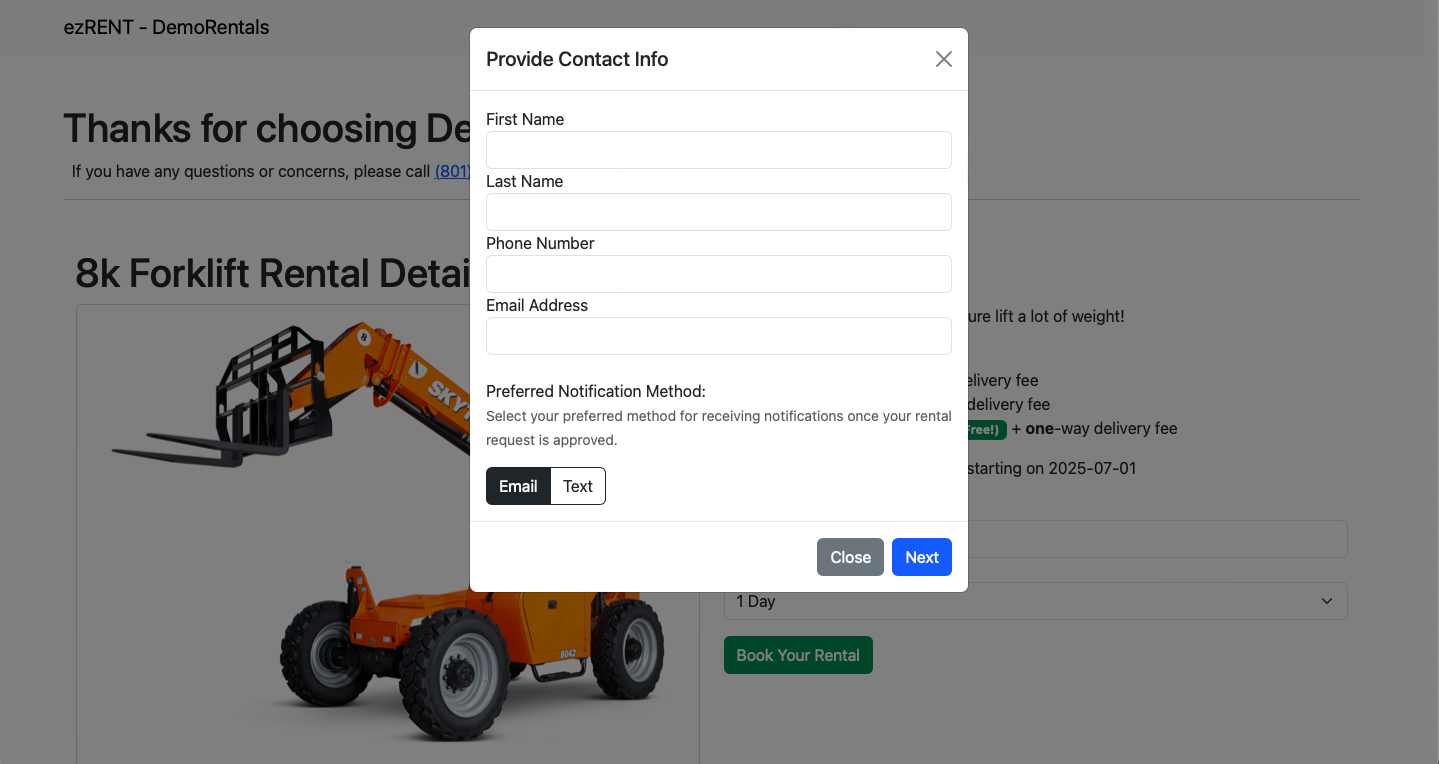 ezRENT - DemoRentals
Provide Contact Info
First Name
Last Name
Phone Number
Email Address
Preferred Notification Method:
Select your preferred method for receiving notifications once your rental
request is approved.
Email Text
Close Next
Thanks for choosing
If you have any questions or concerns, please call (801)
8k Forklift Rental
8
SKY
8042
lift a lot of weight!
delivery fee
delivery fee
Free!) + one-way delivery fee
starting on 2025-07-01
1 Day
Book Your Rental